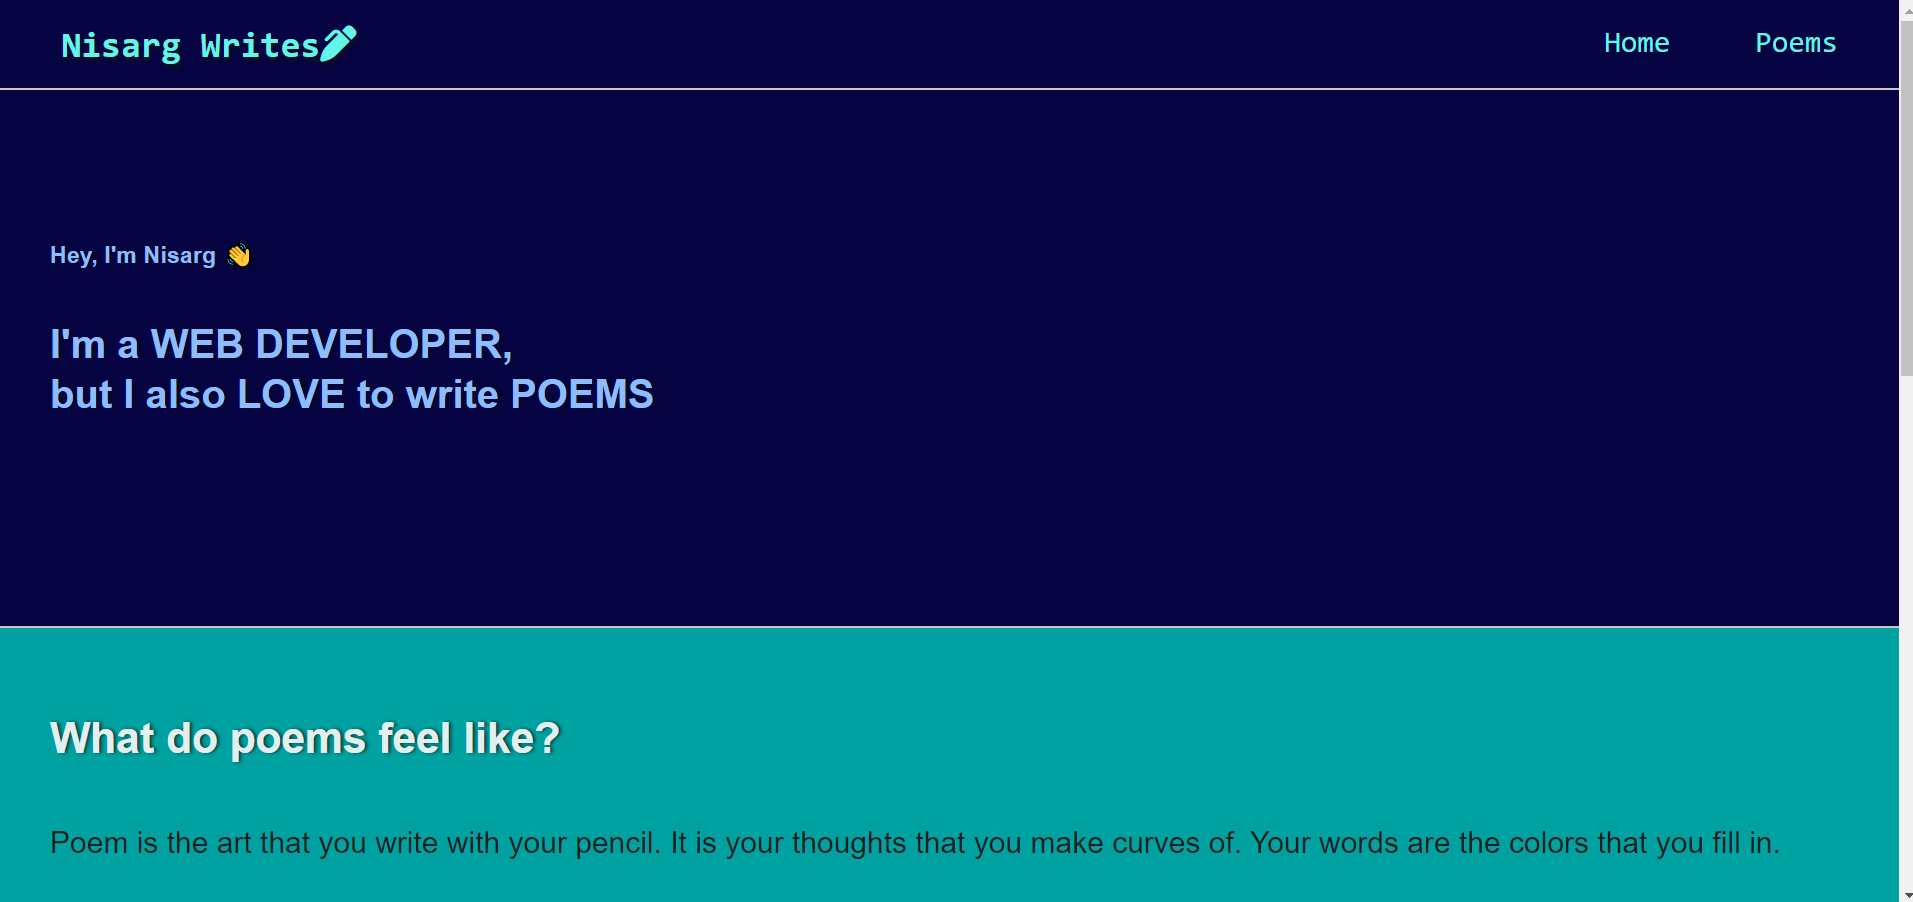 Nisarg Writes
Home
Poems
Hey, I'm Nisarg 👋
I'm a WEB DEVELOPER,
but I also LOVE to write POEMS
What do poems feel like?
Poem is the art that you write with your pencil. It is your thoughts that you make curves of. Your words are the colors that you fill in.